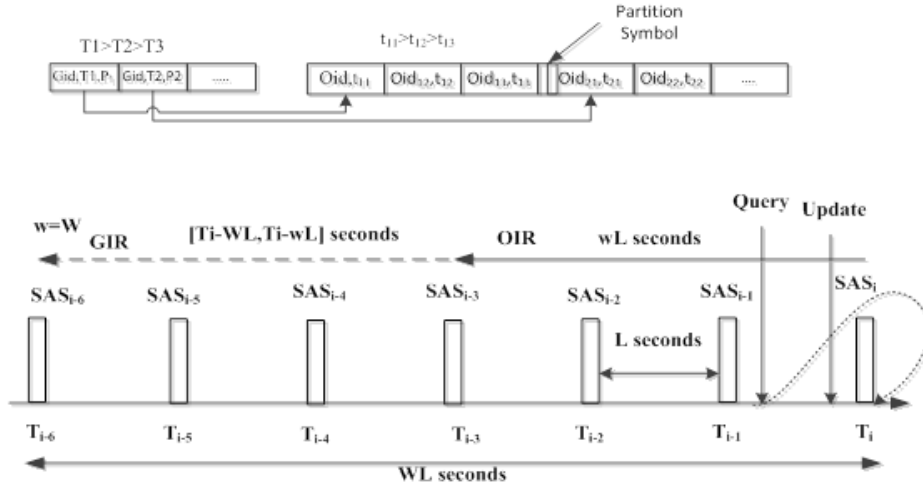 Partition
Symbol
T1>T2>T3
t₁₁>t₁₂>t₁₃
Gid,T1,P₁ Gid,T2,P2 .....
Oid,t₁₁ Oid₁₂,t₁₂ Oid₁₃,t₁₃ Oid₂₁,t₂₁ Oid₂₂,t₂₂ ....
Query
Update
w=W
GIR [Ti-WL,Ti-wL] seconds OIR wL seconds
SASᵢ₋₆ SASᵢ₋₅ SASᵢ₋₄ SASᵢ₋₃ SASᵢ₋₂ SASᵢ₋₁ SASᵢ
L seconds
Tᵢ₋₆ Tᵢ₋₅ Tᵢ₋₄ Tᵢ₋₃ Tᵢ₋₂ Tᵢ₋₁ Tᵢ
WL seconds